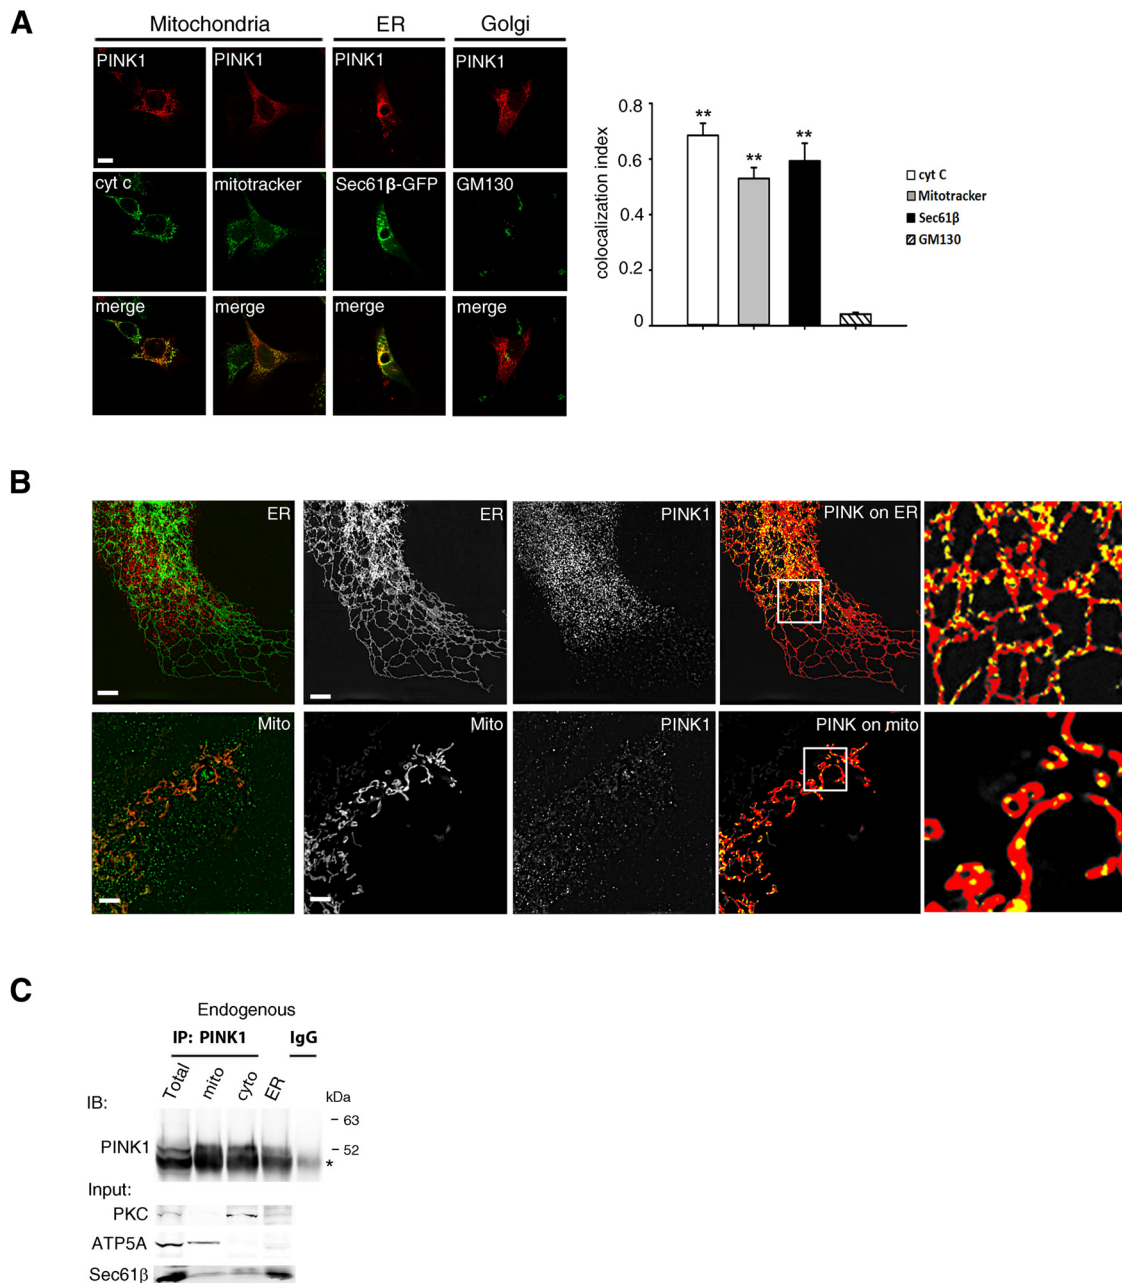 A
Mitochondria
ER
Golgi
PINK1
PINK1
PINK1
PINK1
cyt c
mitotracker
Sec61β-GFP
GM130
merge
merge
merge
merge
colocalization index
0.8
0.6
0.4
0.2
0
**
**
**
cyt C
Mitotracker
Sec61β
GM130
B
ER
ER
PINK1
PINK on ER
Mito
Mito
PINK1
PINK on mito
C
Endogenous
IP: PINK1
IgG
Total
mito
cyto
ER
IB:
kDa
– 63
PINK1
– 52
*
Input:
PKC
ATP5A
Sec61β